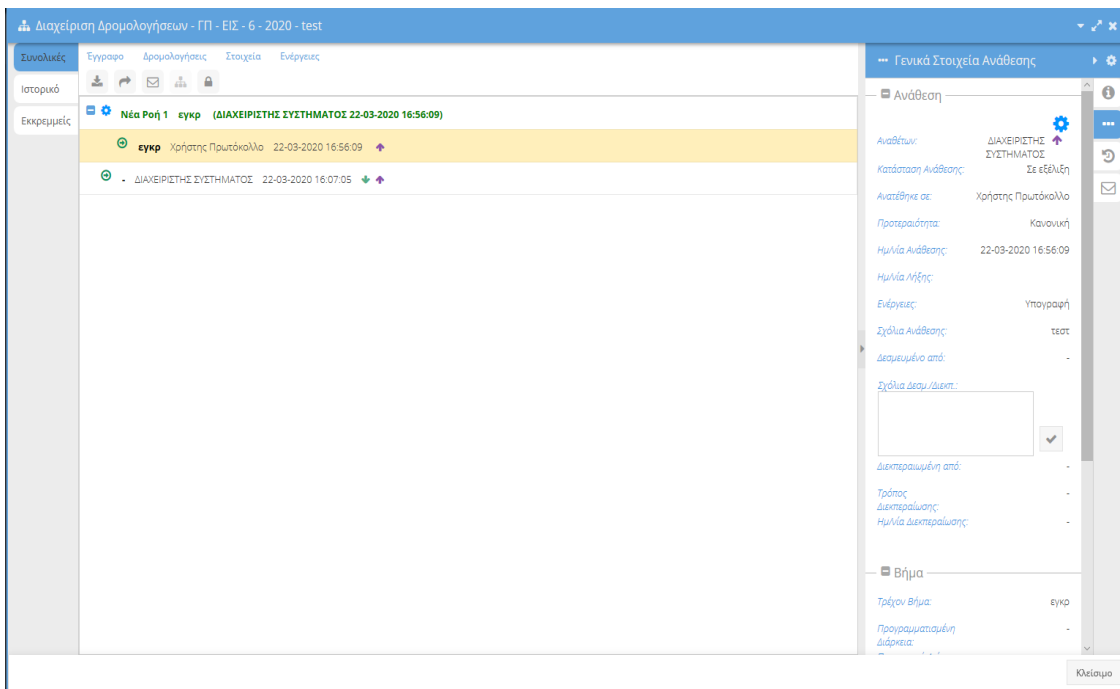 Διαχείριση Δρομολογήσεων - ΓΠ - ΕΙΣ - 6 - 2020 - test
Συνολικές
Ιστορικό
Εκκρεμείς
Έγγραφο Δρομολογήσεις Στοιχεία Ενέργειες
Νέα Ροή 1 εγκρ (ΔΙΑΧΕΙΡΙΣΤΗΣ ΣΥΣΤΗΜΑΤΟΣ 22-03-2020 16:56:09)
εγκρ Χρήστης Πρωτόκολλο 22-03-2020 16:56:09
- ΔΙΑΧΕΙΡΙΣΤΗΣ ΣΥΣΤΗΜΑΤΟΣ 22-03-2020 16:07:05
Γενικά Στοιχεία Ανάθεσης
Ανάθεση
Αναθέτων: ΔΙΑΧΕΙΡΙΣΤΗΣ
ΣΥΣΤΗΜΑΤΟΣ
Κατάσταση Ανάθεσης: Σε εξέλιξη
Ανατέθηκε σε: Χρήστης Πρωτόκολλο
Προτεραιότητα: Κανονική
Ημ/νία Ανάθεσης: 22-03-2020 16:56:09
Ημ/νία Λήξης:
Ενέργειες: Υπογραφή
Σχόλια Ανάθεσης: τεστ
Δεσμευμένο από: -
Σχόλια Δεσμ./Διεκπ.:
Διεκπεραιωμένη από: -
Τρόπος -
Διεκπεραίωσης:
Ημ/νία Διεκπεραίωσης: -
Βήμα
Τρέχον Βήμα: εγκρ
Προγραμματισμένη -
Διάρκεια:
Κλείσιμο